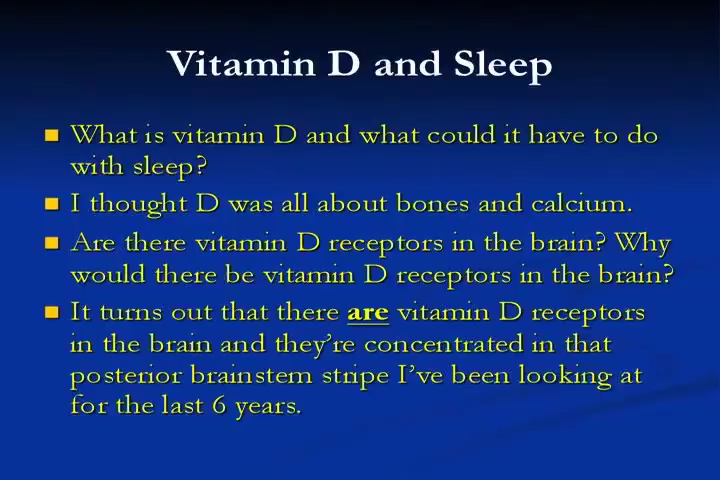 Vitamin D and Sleep
What is vitamin D and what could it have to do
with sleep?
I thought D was all about bones and calcium.
Are there vitamin D receptors in the brain? Why
would there be vitamin D receptors in the brain?
It turns out that there are vitamin D receptors
in the brain and they’re concentrated in that
posterior brainstem stripe I’ve been looking at
for the last 6 years.